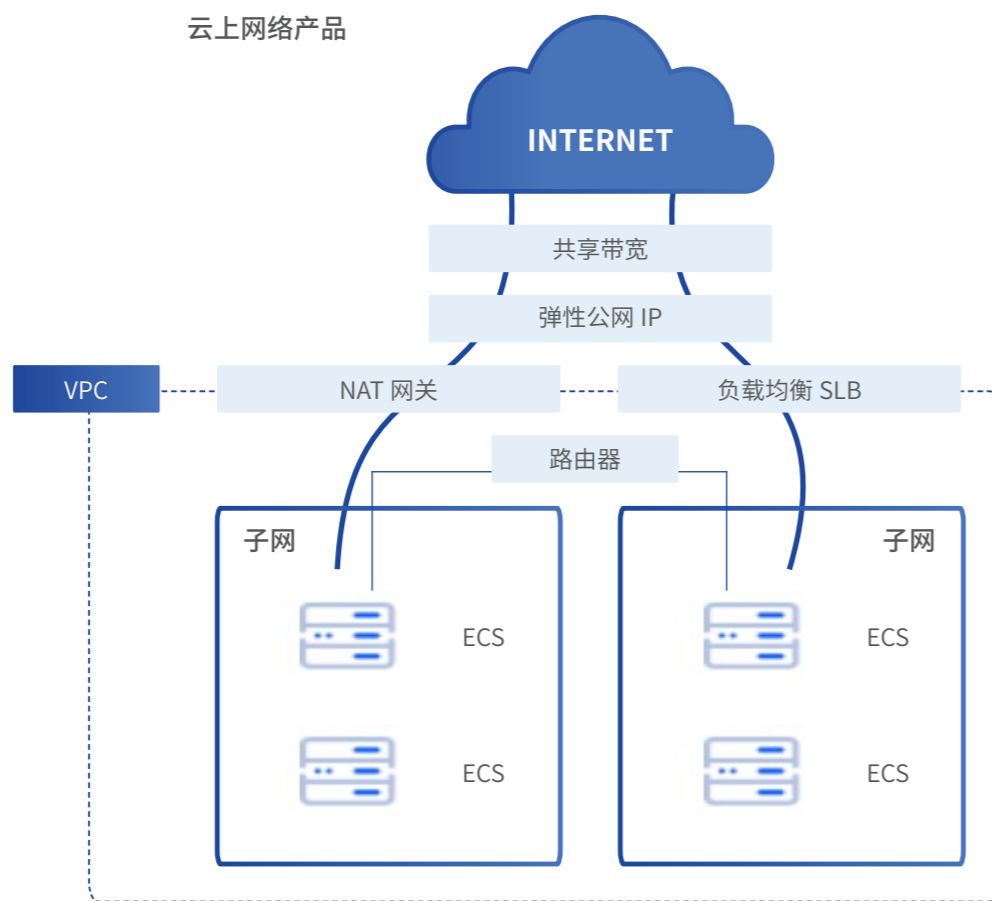 云上网络产品
INTERNET
共享带宽
弹性公网 IP
VPC
NAT 网关
负载均衡 SLB
路由器
子网
子网
ECS
ECS
ECS
ECS